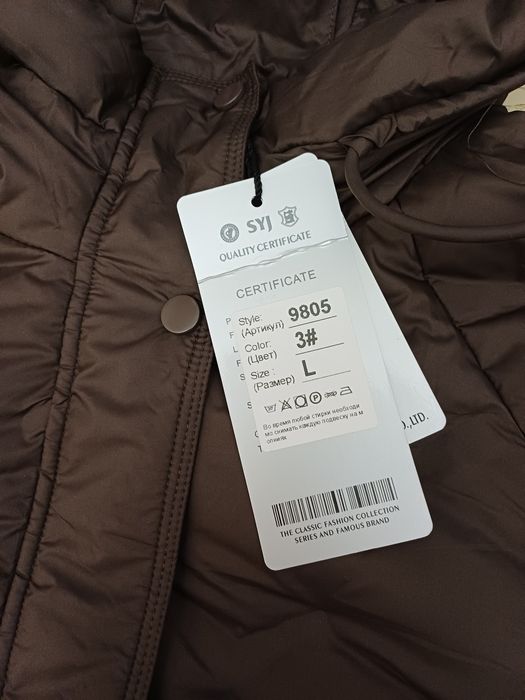 SYJ
QUALITY CERTIFICATE
CERTIFICATE
Style: 9805
(Артикул)
Color: 3#
(Цвет)
Size : L
(Размер)
Во время любой стирки необходи
мо снимать каждую подвеску на м
олниях
O.,LTD.
THE CLASSIC FASHION COLLECTION
SERIES AND FAMOUS BRAND